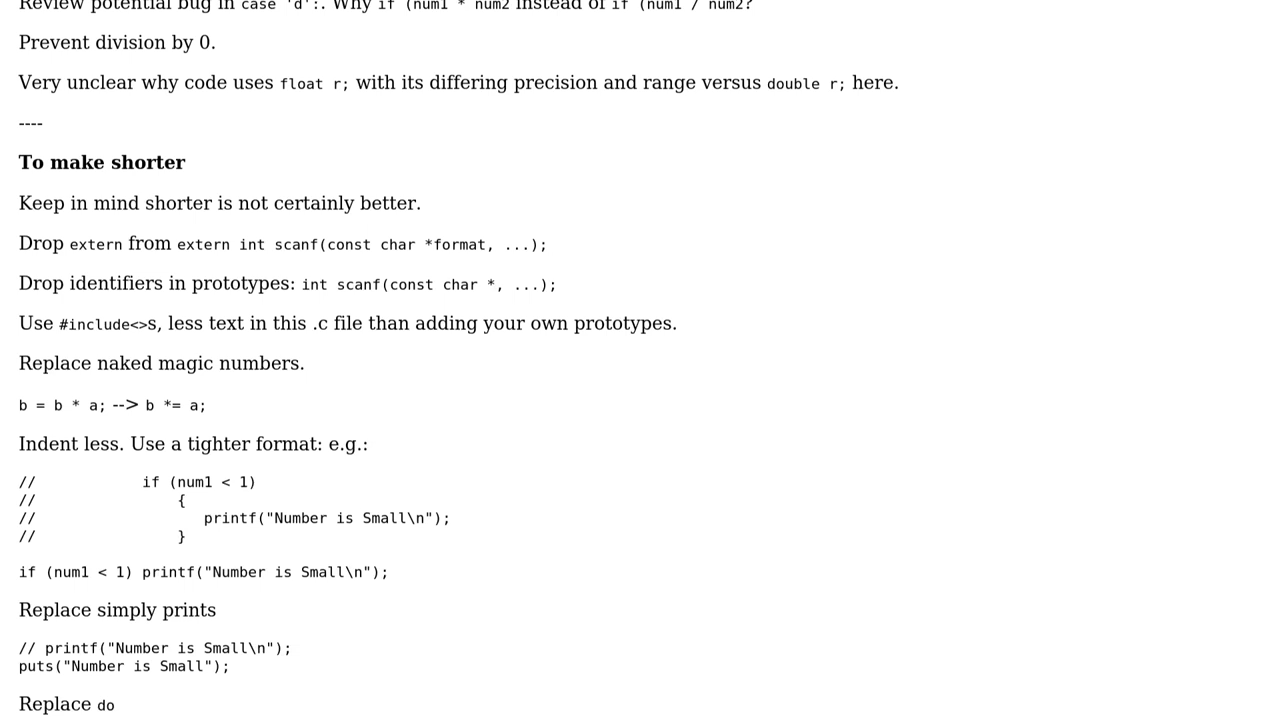 Review potential bug in case 'd':. Why if (num1 * num2 instead of if (num1 / num2?
Prevent division by 0.
Very unclear why code uses float r; with its differing precision and range versus double r; here.
----
To make shorter
Keep in mind shorter is not certainly better.
Drop extern from extern int scanf(const char *format, ...);
Drop identifiers in prototypes: int scanf(const char *, ...);
Use #include<>s, less text in this .c file than adding your own prototypes.
Replace naked magic numbers.
b = b * a; --> b *= a;
Indent less. Use a tighter format: e.g.:
//            if (num1 < 1)
//                {
//                   printf("Number is Small\n");
//                }
if (num1 < 1) printf("Number is Small\n");
Replace simply prints
// printf("Number is Small\n");
puts("Number is Small");
Replace do